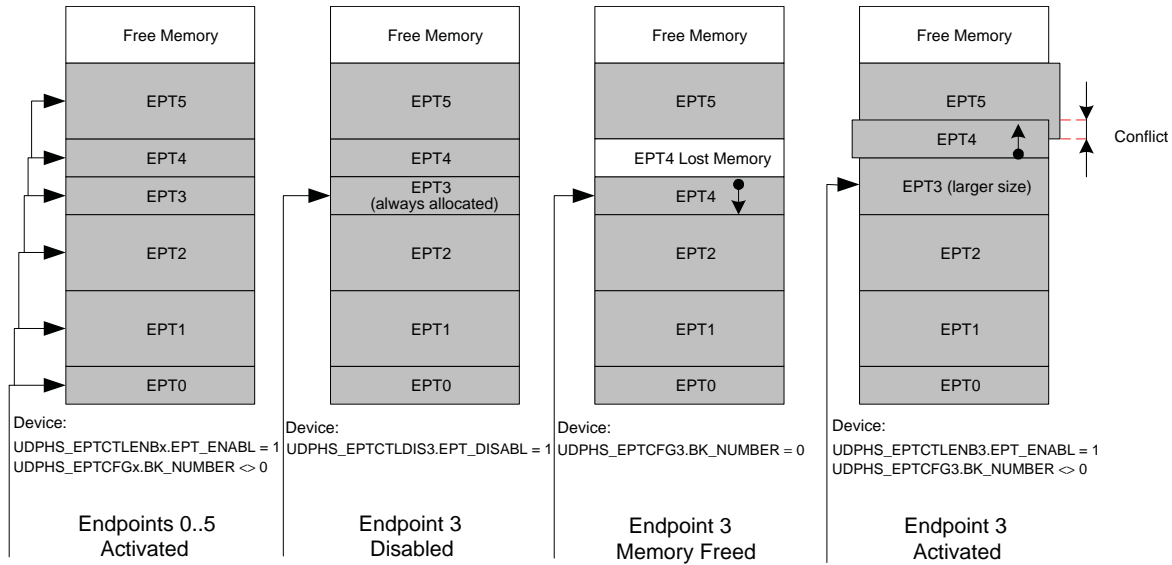 Free Memory
EPT5
EPT4
EPT3
EPT2
EPT1
EPT0
Device:
UDPHS_EPTCTLENBx.EPT_ENABL = 1
UDPHS_EPTCFGx.BK_NUMBER <> 0
Endpoints 0..5
Activated
Free Memory
EPT5
EPT4
EPT3
(always allocated)
EPT2
EPT1
EPT0
Device:
UDPHS_EPTCTLDIS3.EPT_DISABL = 1
Endpoint 3
Disabled
Free Memory
EPT5
EPT4 Lost Memory
EPT4
EPT2
EPT1
EPT0
Device:
UDPHS_EPTCFG3.BK_NUMBER = 0
Endpoint 3
Memory Freed
Free Memory
EPT5
EPT4
Conflict
EPT3 (larger size)
EPT2
EPT1
EPT0
Device:
UDPHS_EPTCTLENB3.EPT_ENABL = 1
UDPHS_EPTCFG3.BK_NUMBER <> 0
Endpoint 3
Activated